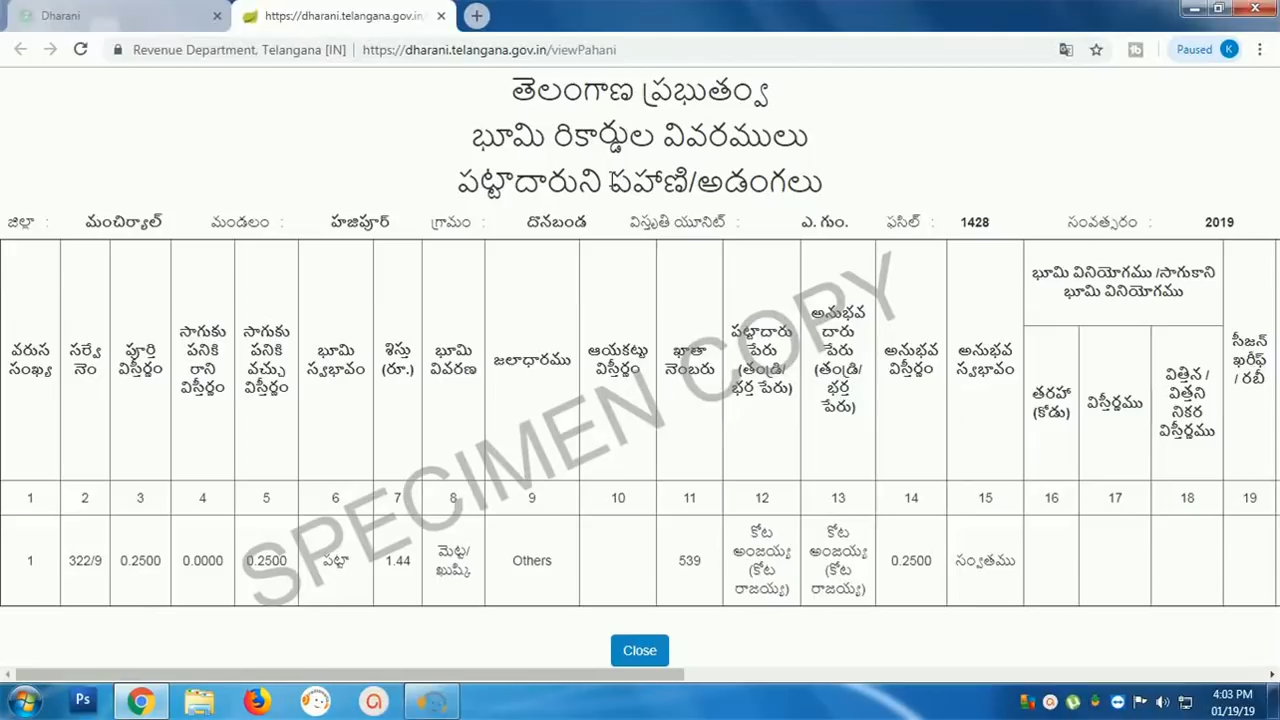 Dharani
https://dharani.telangana.gov.in/
Revenue Department, Telangana [IN] https://dharani.telangana.gov.in/viewPahani
Paused K
తెలంగాణ ప్రభుత్వం
భూమి రికార్డుల వివరములు
పట్టాదారుని పహాణి/అడంగలు
జిల్లా : మంచిర్యాల్ మండలం : హజిపూర్ గ్రామం : దొనబండ విస్తృతి యూనిట్ : ఎ. గుం. ఫసిల్ : 1428 సంవత్సరం : 2019
వరుస సంఖ్య
సర్వే నెం
పూర్తి విస్తీర్ణం
సాగుకు పనికి రాని విస్తీర్ణం
సాగుకు పనికి వచ్చు విస్తీర్ణం
భూమి స్వభావం
శిస్తు (రూ.)
భూమి వివరణ
జలాధారము
ఆయకట్టు విస్తీర్ణం
ఖాతా నెంబరు
పట్టాదారు పేరు (తండ్రి/ భర్త పేరు)
అనుభవ దారు పేరు (తండ్రి/ భర్త పేరు)
అనుభవ విస్తీర్ణం
అనుభవ స్వభావం
భూమి వినియోగము /సాగుకాని భూమి వినియోగము
తరహా (కోడు)
విస్తీర్ణము
విత్తిన / విత్తని నికర విస్తీర్ణము
సీజన్ ఖరీఫ్ / రబీ
1 2 3 4 5 6 7 8 9 10 11 12 13 14 15 16 17 18 19
1 322/9 0.2500 0.0000 0.2500 పట్టా 1.44 మెట్ట/ ఖుష్కి Others 539 కోట అంజయ్య (కోట రాజయ్య) కోట అంజయ్య (కోట రాజయ్య) 0.2500 సంవ్తతము
SPECIMEN COPY
Close
Ps
4:03 PM
01/19/19